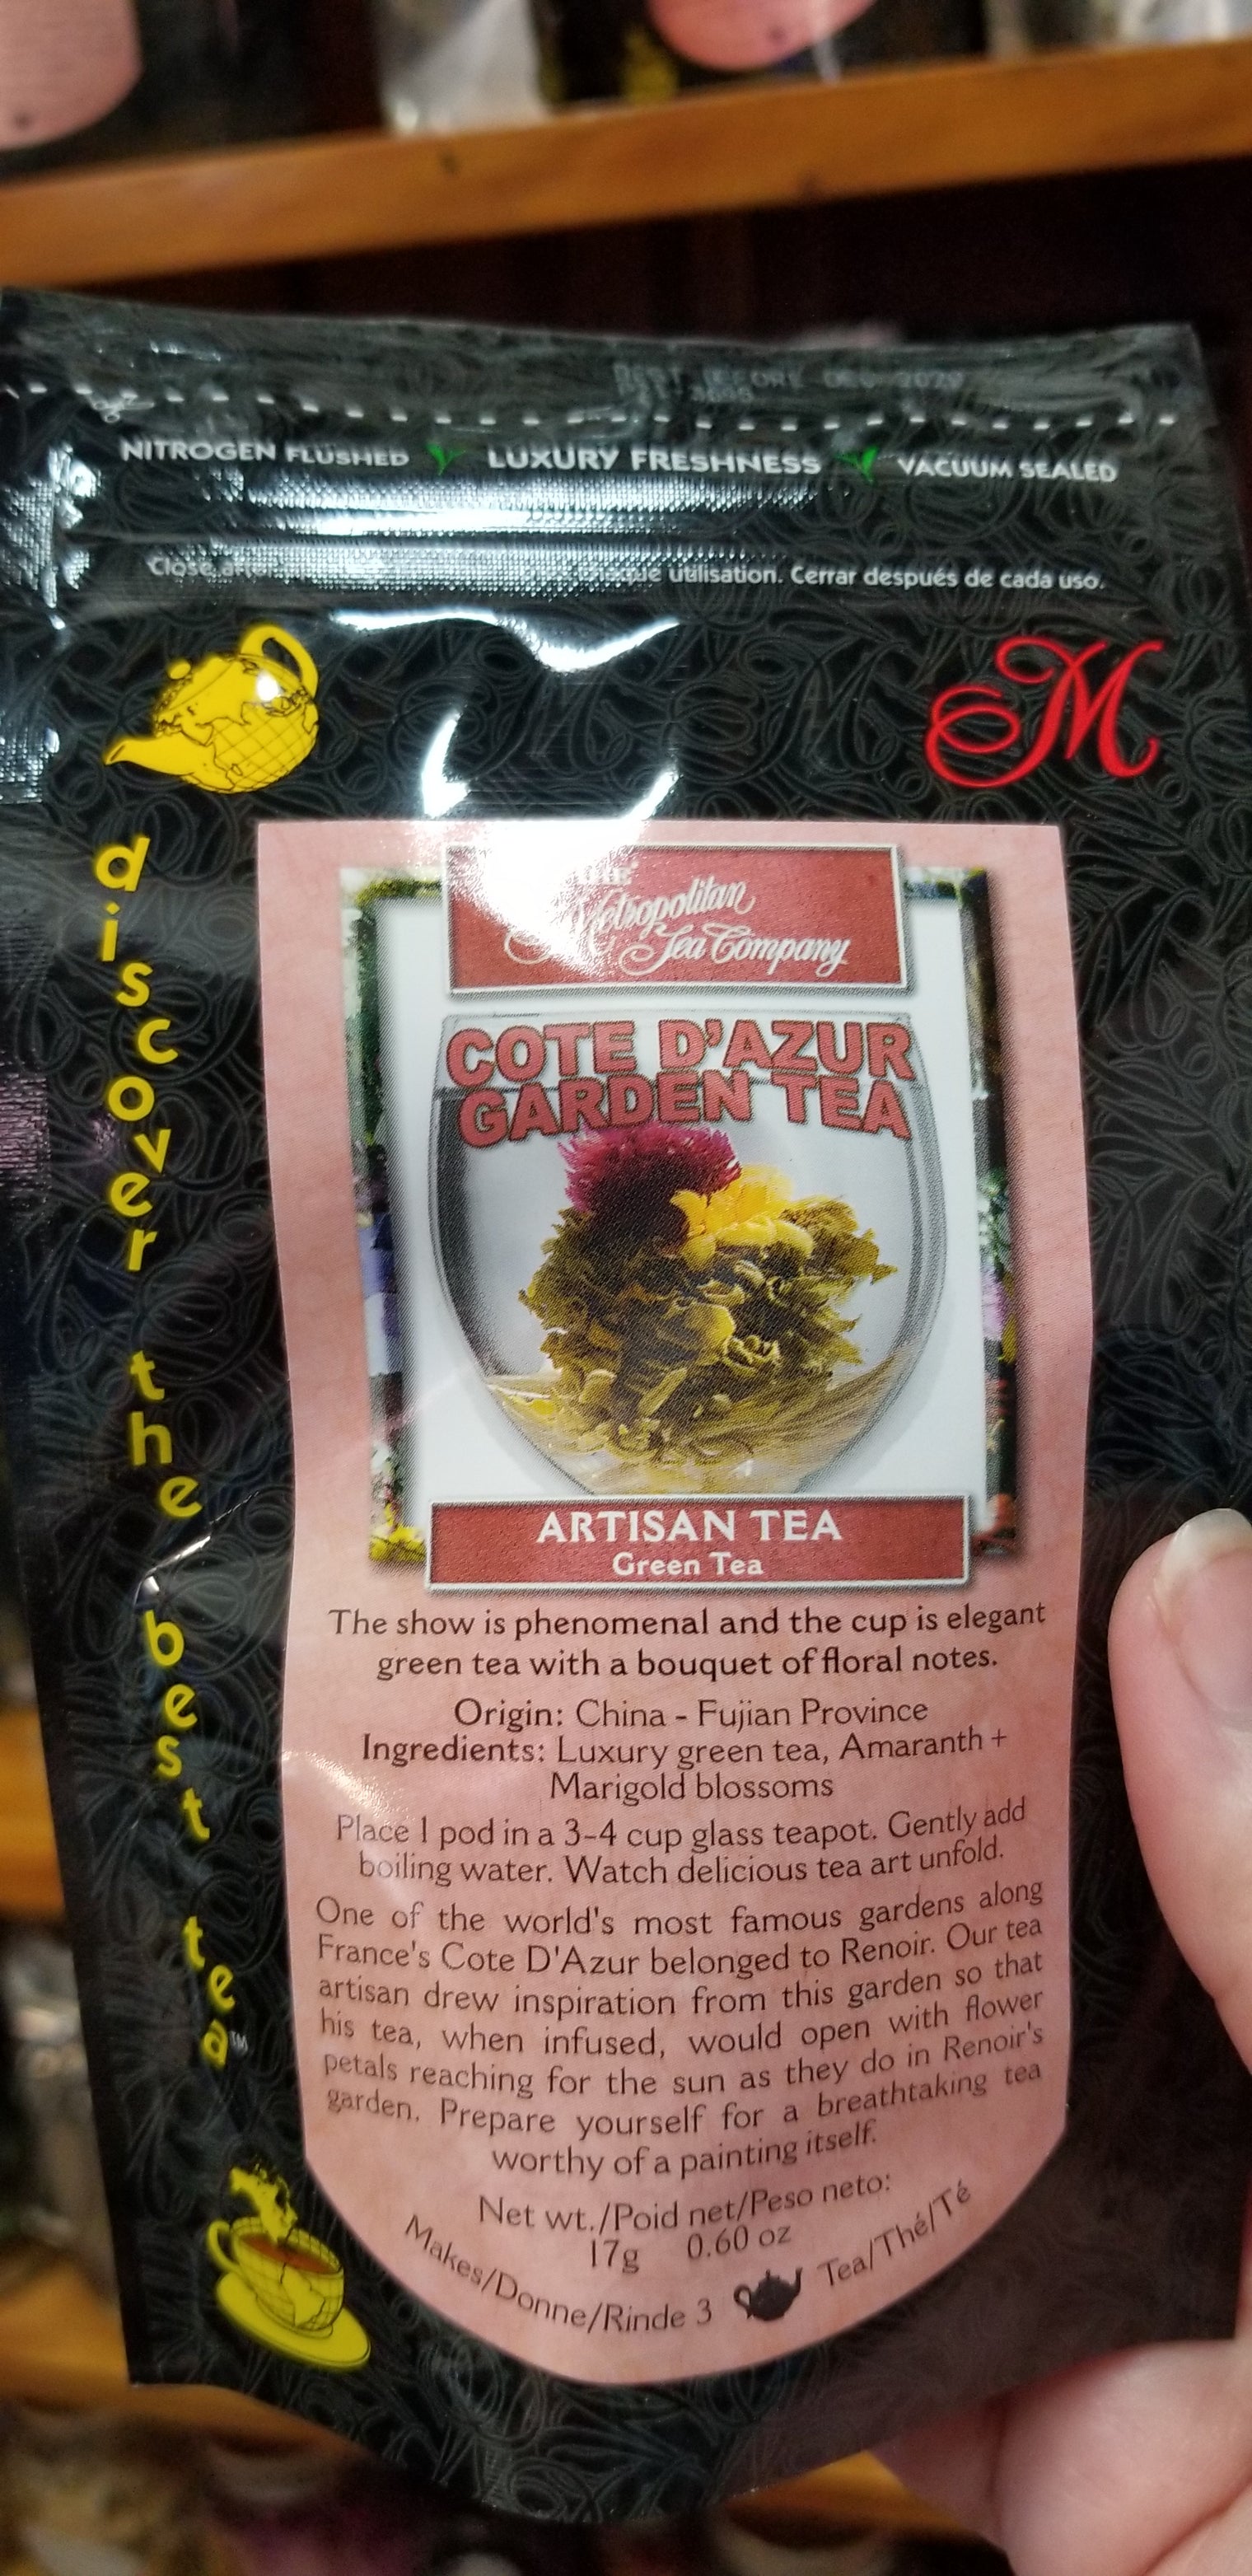 BEST BEFORE DEC 2029
NITROGEN FLUSHED LUXURY FRESHNESS VACUUM SEALED
Close utilisation. Cerrar después de cada uso.
M
discover the best tea™
THE
Metropolitan
Tea Company
COTE D'AZUR
GARDEN TEA
ARTISAN TEA
Green Tea
The show is phenomenal and the cup is elegant
green tea with a bouquet of floral notes.
Origin: China - Fujian Province
Ingredients: Luxury green tea, Amaranth +
Marigold blossoms
Place 1 pod in a 3-4 cup glass teapot. Gently add
boiling water. Watch delicious tea art unfold.
One of the world's most famous gardens along
France's Cote D'Azur belonged to Renoir. Our tea
artisan drew inspiration from this garden so that
his tea, when infused, would open with flower
petals reaching for the sun as they do in Renoir's
garden. Prepare yourself for a breathtaking tea
worthy of a painting itself.
Net wt./Poid net/Peso neto:
17g 0.60 oz
Makes/Donne/Rinde 3 Tea/Thé/Té